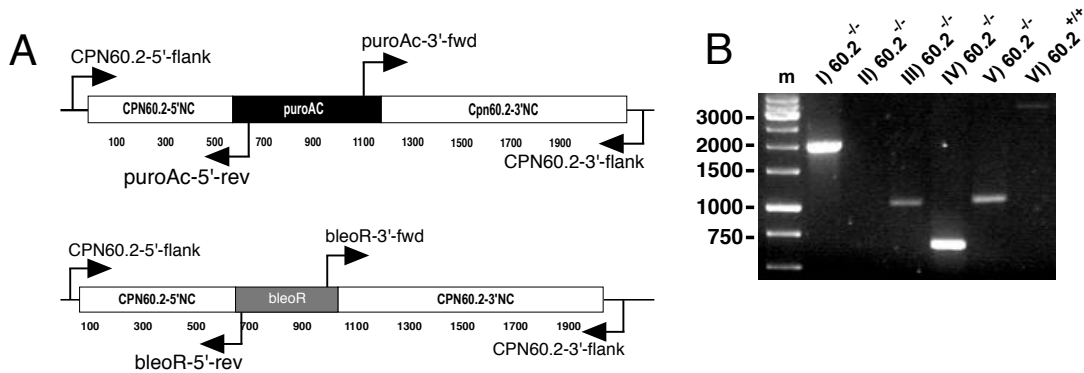 A
CPN60.2-5'-flank
puroAc-3'-fwd
CPN60.2-5'NC puroAC Cpn60.2-3'NC
100 300 500 700 900 1100 1300 1500 1700 1900
puroAc-5'-rev
CPN60.2-3'-flank
CPN60.2-5'-flank
bleoR-3'-fwd
CPN60.2-5'NC bleoR CPN60.2-3'NC
100 300 500 700 900 1100 1300 1500 1700 1900
bleoR-5'-rev
CPN60.2-3'-flank
B
m
I) 60.2 -/-
II) 60.2 -/-
III) 60.2 -/-
IV) 60.2 -/-
V) 60.2 -/-
VI) 60.2 +/+
3000
2000
1500
1000
750